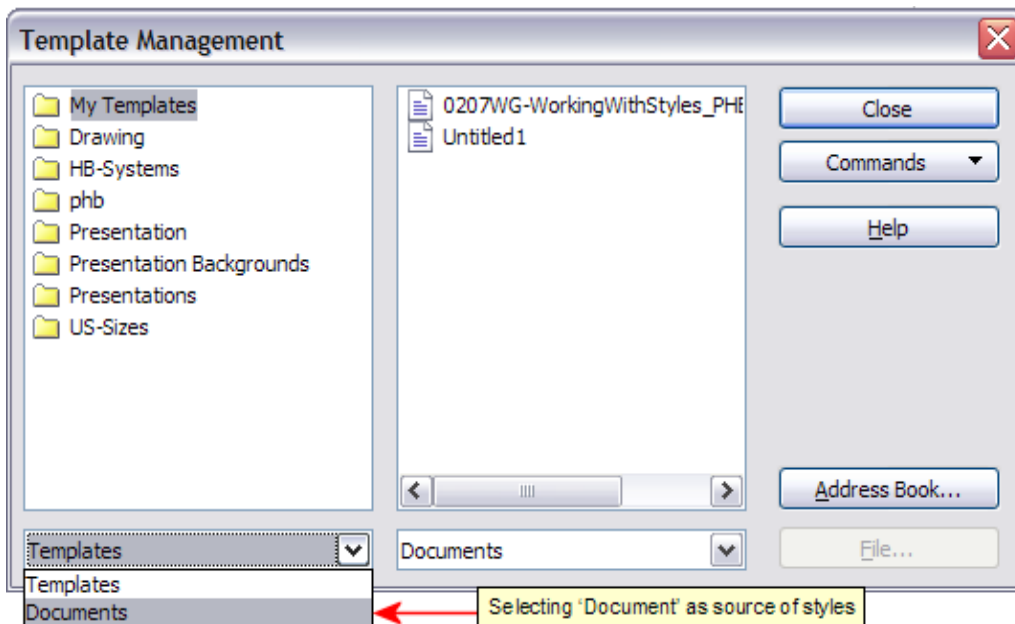 Template Management
My Templates
Drawing
HB-Systems
phb
Presentation
Presentation Backgrounds
Presentations
US-Sizes
0207WG-WorkingWithStyles_PHB
Untitled1
Close
Commands
Help
Address Book...
File...
Templates
Documents
Templates
Documents
Selecting 'Document' as source of styles